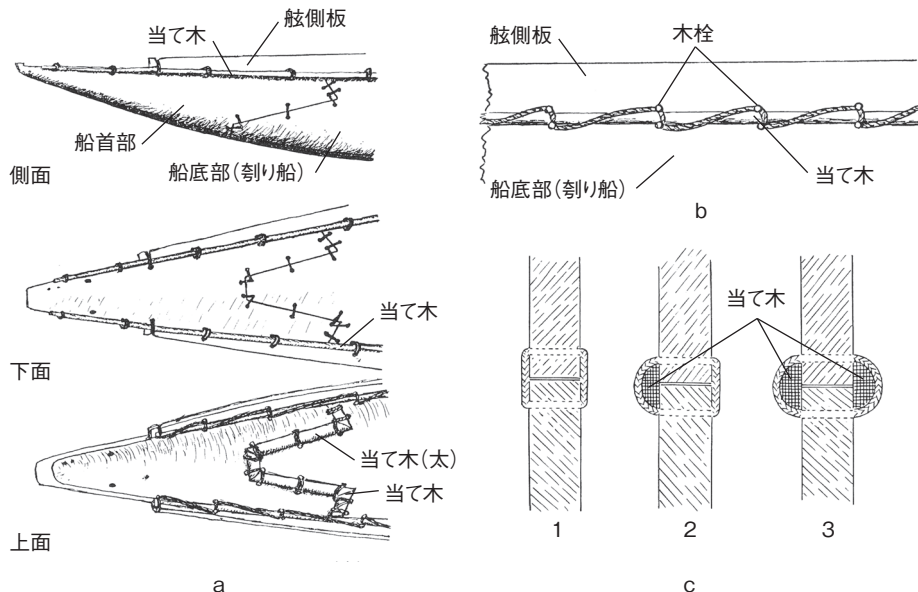 舷側板
当て木
船首部
船底部(刳り船)
側面
当て木
下面
当て木(太)
当て木
上面
a
木栓
舷側板
船底部(刳り船)
当て木
b
当て木
1
2
3
c